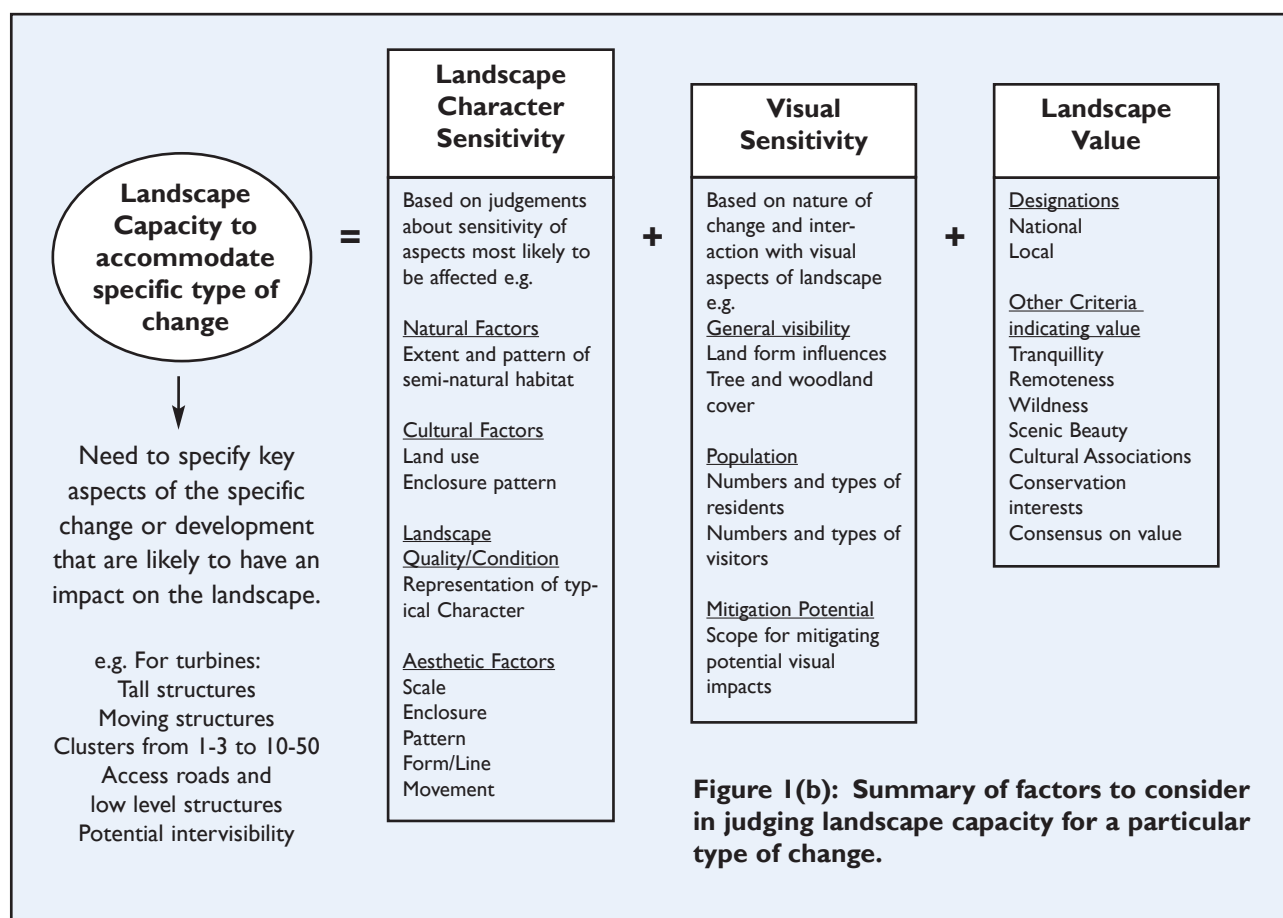 Landscape
Capacity to
accommodate
specific type of
change
Need to specify key
aspects of the specific
change or development
that are likely to have an
impact on the landscape.
e.g. For turbines:
Tall structures
Moving structures
Clusters from 1-3 to 10-50
Access roads and
low level structures
Potential intervisibility
=
Landscape
Character
Sensitivity
Based on judgements
about sensitivity of
aspects most likely to
be affected e.g.
Natural Factors
Extent and pattern of
semi-natural habitat
Cultural Factors
Land use
Enclosure pattern
Landscape
Quality/Condition
Representation of typ-
ical Character
Aesthetic Factors
Scale
Enclosure
Pattern
Form/Line
Movement
+
Visual
Sensitivity
Based on nature of
change and inter-
action with visual
aspects of landscape
e.g.
General visibility
Land form influences
Tree and woodland
cover
Population
Numbers and types of
residents
Numbers and types of
visitors
Mitigation Potential
Scope for mitigating
potential visual
impacts
+
Landscape
Value
Designations
National
Local
Other Criteria
indicating value
Tranquillity
Remoteness
Wildness
Scenic Beauty
Cultural Associations
Conservation
interests
Consensus on value
Figure 1(b): Summary of factors to consider
in judging landscape capacity for a particular
type of change.